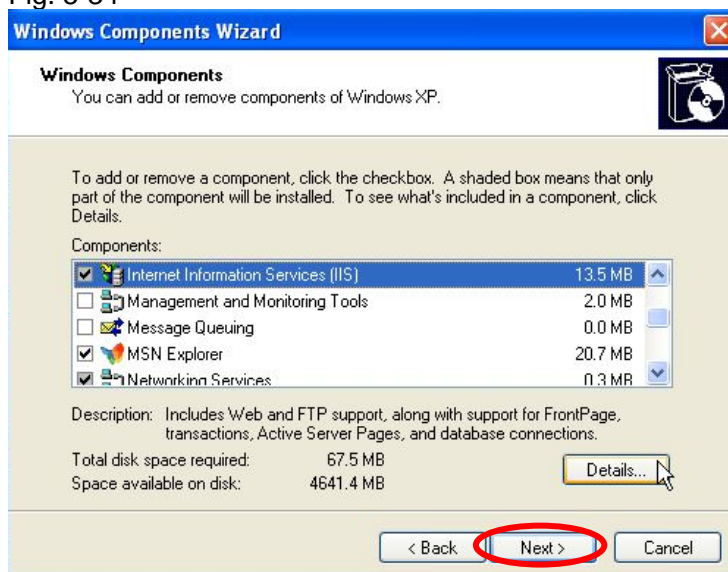 Windows Components Wizard
Windows Components
You can add or remove components of Windows XP.
To add or remove a component, click the checkbox. A shaded box means that only
part of the component will be installed. To see what's included in a component, click
Details.
Components:
Internet Information Services (IIS) 13.5 MB
Management and Monitoring Tools 2.0 MB
Message Queuing 0.0 MB
MSN Explorer 20.7 MB
Networking Services 0.3 MB
Description: Includes Web and FTP support, along with support for FrontPage,
transactions, Active Server Pages, and database connections.
Total disk space required: 67.5 MB
Details...
Space available on disk: 4641.4 MB
< Back Next > Cancel